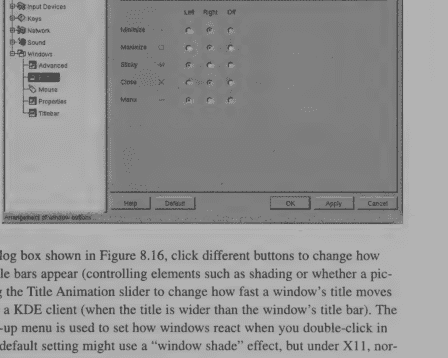 Input Devices
Keys
Network
Sound
Windows
Advanced
Mouse
Properties
Titlebar
Left Right Off
Minimize
Maximize
Sticky
Close
Menu
Help Default OK Apply Cancel
Arrangement of window buttons
log box shown in Figure 8.16, click different buttons to change how
le bars appear (controlling elements such as shading or whether a pic-
g the Title Animation slider to change how fast a window's title moves
a KDE client (when the title is wider than the window's title bar). The
-up menu is used to set how windows react when you double-click in
default setting might use a “window shade” effect, but under X11, nor-